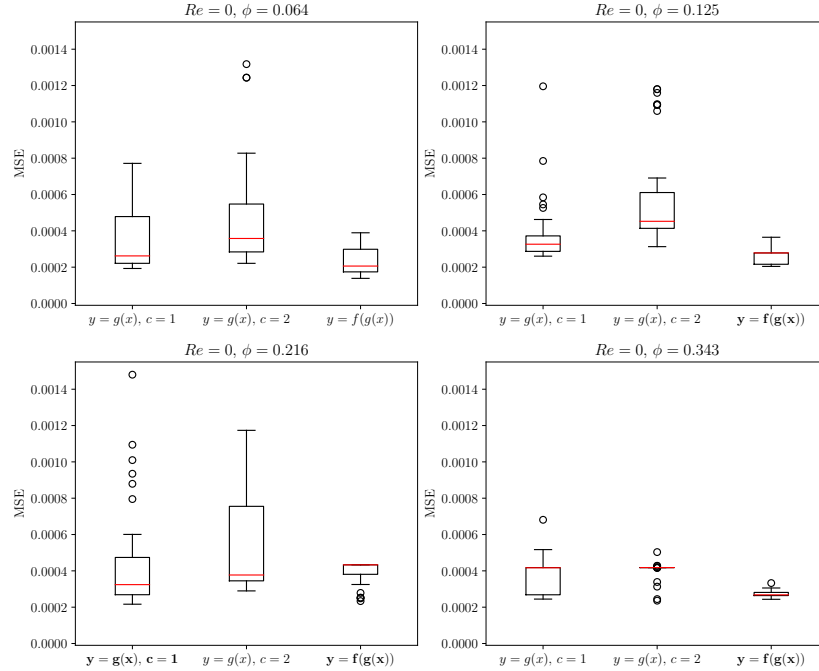 Re = 0, ϕ = 0.064
MSE
0.0014
0.0012
0.0010
0.0008
0.0006
0.0004
0.0002
0.0000
y = g(x), c = 1
y = g(x), c = 2
y = f(g(x))
Re = 0, ϕ = 0.125
MSE
0.0014
0.0012
0.0010
0.0008
0.0006
0.0004
0.0002
0.0000
y = g(x), c = 1
y = g(x), c = 2
y = f(g(x))
Re = 0, ϕ = 0.216
MSE
0.0014
0.0012
0.0010
0.0008
0.0006
0.0004
0.0002
0.0000
y = g(x), c = 1
y = g(x), c = 2
y = f(g(x))
Re = 0, ϕ = 0.343
MSE
0.0014
0.0012
0.0010
0.0008
0.0006
0.0004
0.0002
0.0000
y = g(x), c = 1
y = g(x), c = 2
y = f(g(x))